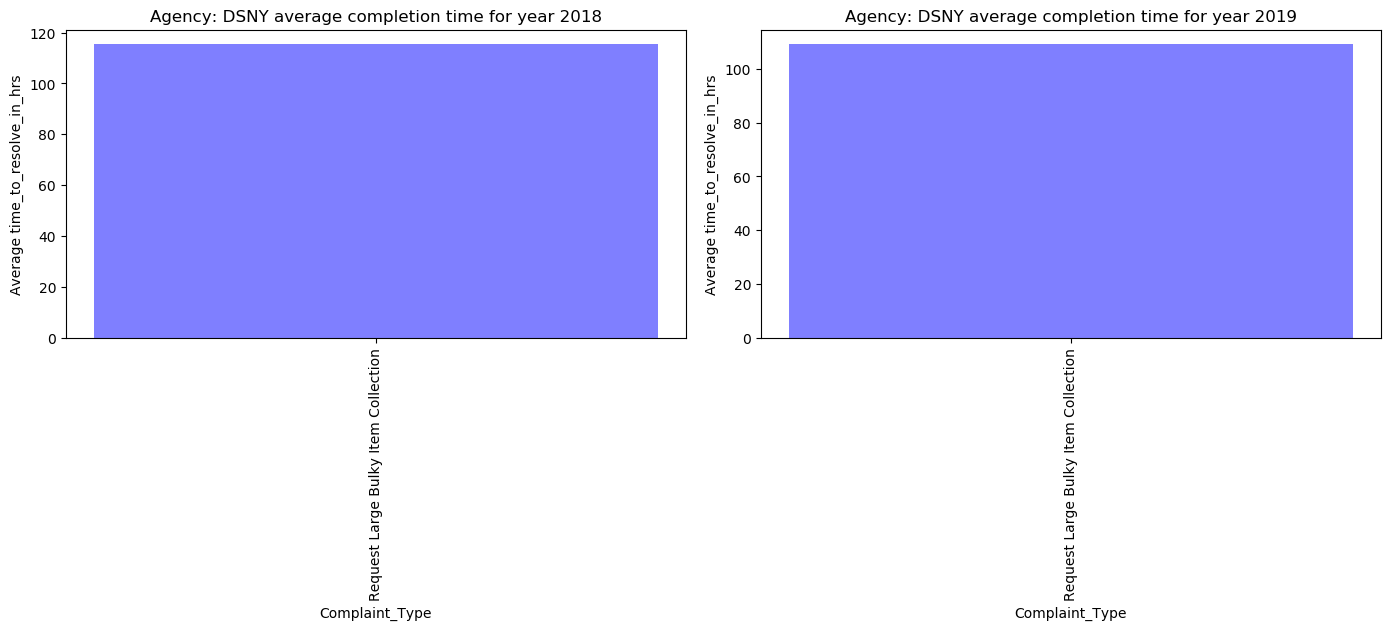 Agency: DSNY average completion time for year 2018
Average time_to_resolve_in_hrs
120
100
80
60
40
20
0
Request Large Bulky Item Collection
Complaint_Type
Agency: DSNY average completion time for year 2019
Average time_to_resolve_in_hrs
100
80
60
40
20
0
Request Large Bulky Item Collection
Complaint_Type